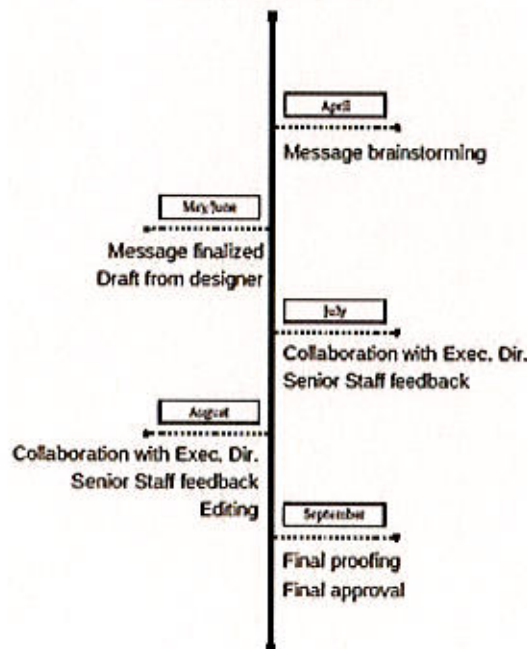 April
Message brainstorming
May/June
Message finalized
Draft from designer
July
Collaboration with Exec. Dir.
Senior Staff feedback
August
Collaboration with Exec. Dir.
Senior Staff feedback
Editing
September
Final proofing
Final approval